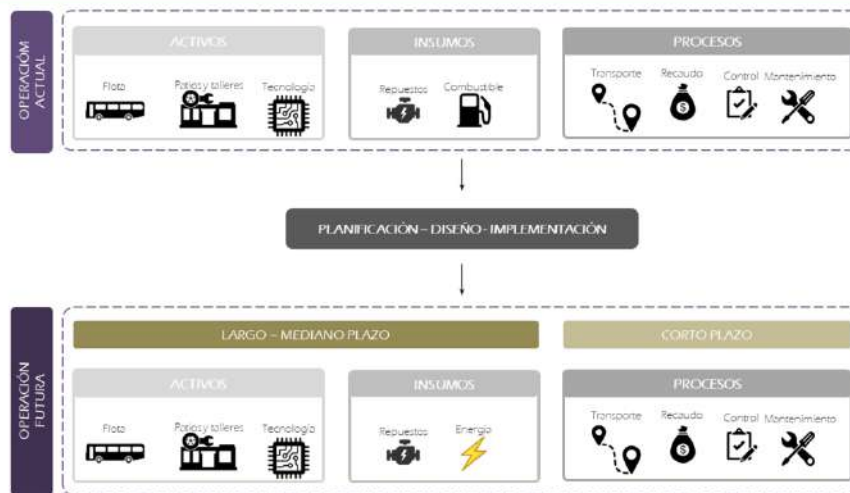 OPERACIÓM
ACTUAL
ACTIVOS
INSUMOS
PROCESOS
Flota
Patios y talleres
Tecnología
Repuestos
Combustible
Transporte
Recaudo
Control
Mantenimiento
PLANIFICACIÓN – DISEÑO - IMPLEMENTACIÓN
OPERACIÓN
FUTURA
LARGO – MEDIANO PLAZO
CORTO PLAZO
ACTIVOS
INSUMOS
PROCESOS
Flota
Patios y talleres
Tecnología
Repuestos
Energía
Transporte
Recaudo
Control
Mantenimiento